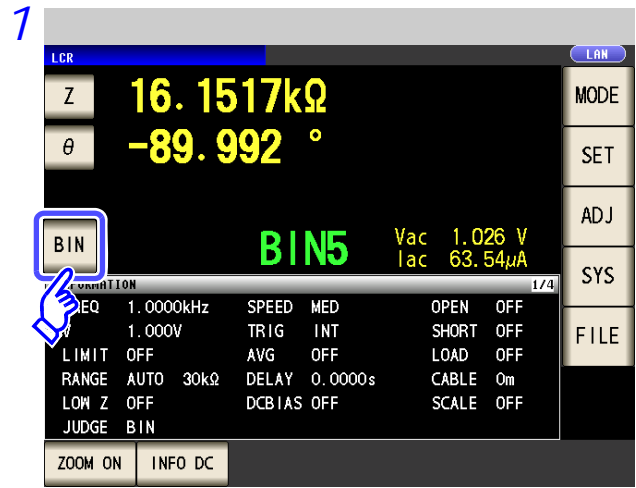 1
LCR
LAN
Z 16.1517kΩ
θ -89.992 °
MODE
SET
ADJ
SYS
FILE
BIN
BIN5
Vac 1.026 V
Iac 63.54μA
1/4
1.0000kHz SPEED MED OPEN OFF
V 1.000V TRIG INT SHORT OFF
LIMIT OFF AVG OFF LOAD OFF
RANGE AUTO 30kΩ DELAY 0.0000s CABLE 0m
LOW Z OFF DCBIAS OFF SCALE OFF
JUDGE BIN
ZOOM ON INFO DC